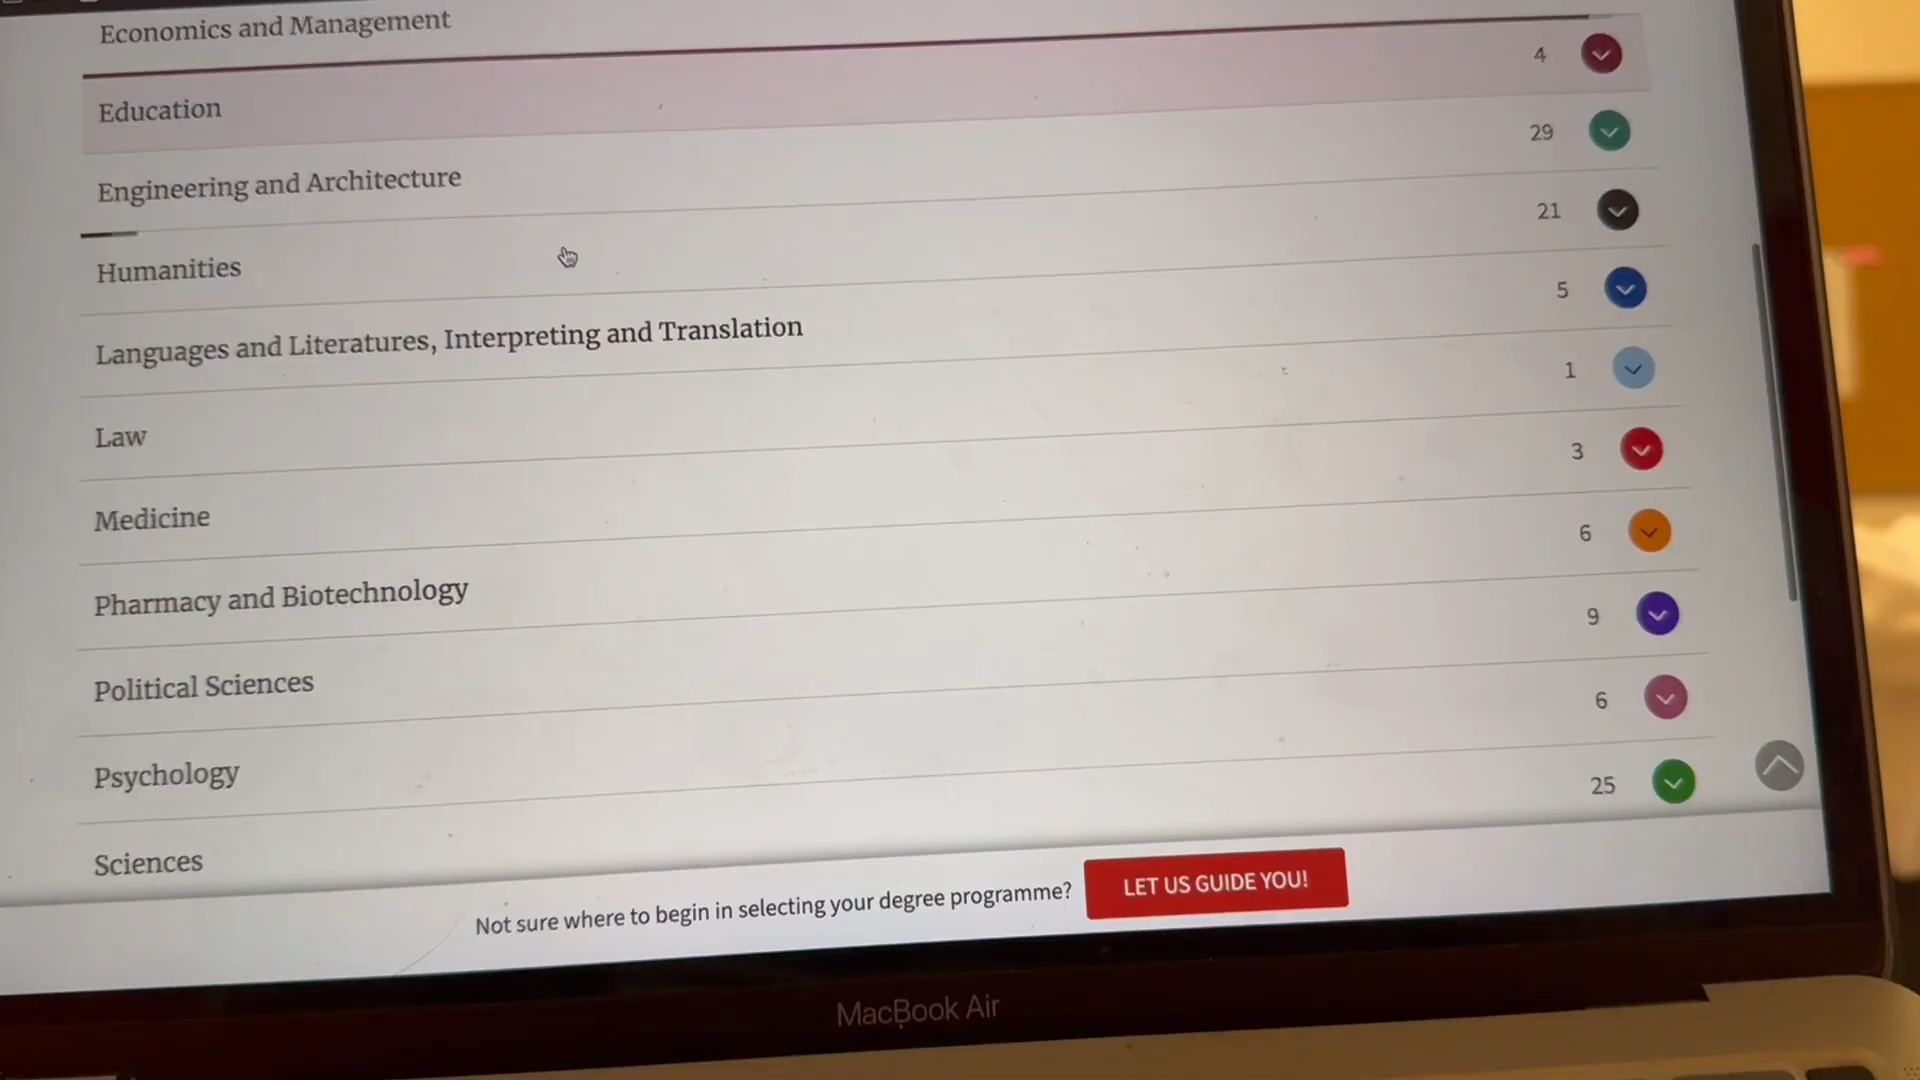 Economics and Management
Education 4
Engineering and Architecture 29
Humanities 21
Languages and Literatures, Interpreting and Translation 5
Law 1
Medicine 3
Pharmacy and Biotechnology 6
Political Sciences 9
Psychology 6
Sciences 25
Not sure where to begin in selecting your degree programme? LET US GUIDE YOU!
MacBook Air